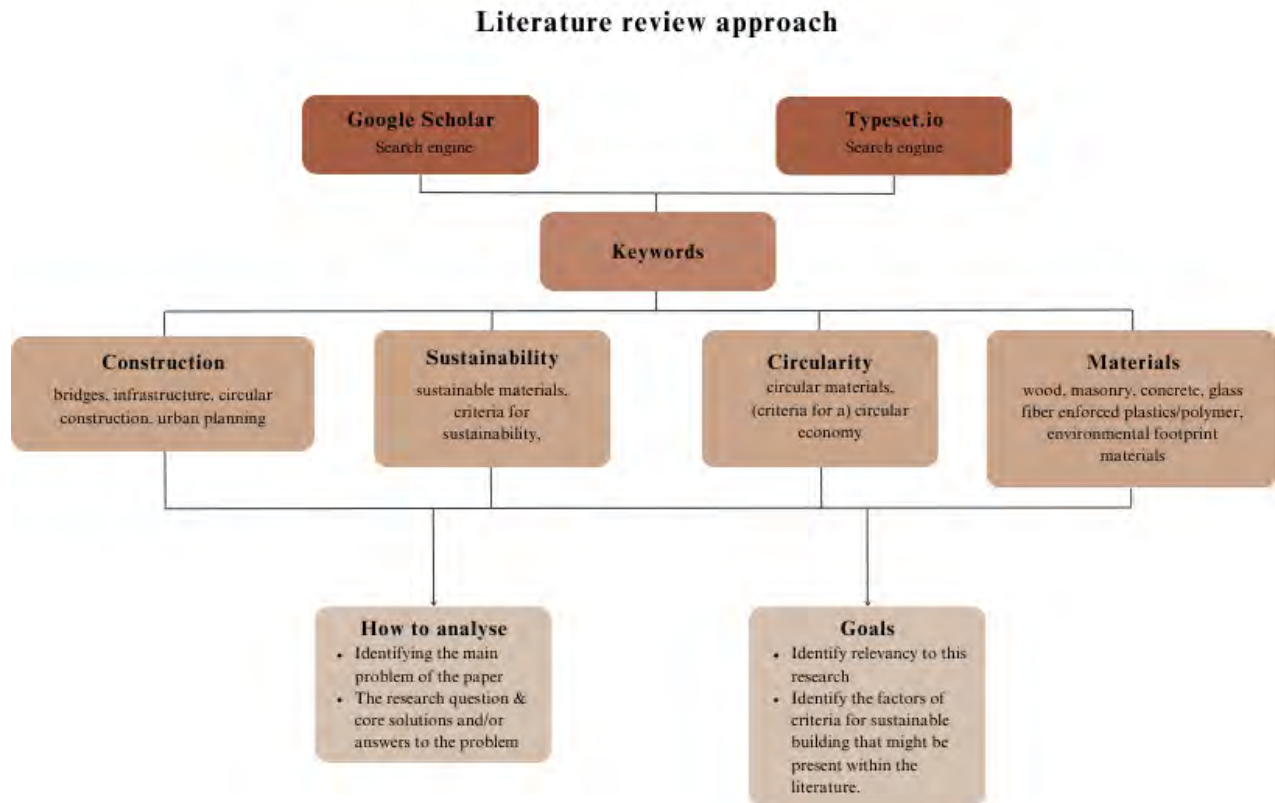 Literature review approach
Google Scholar
Search engine
Typeset.io
Search engine
Keywords
Construction
bridges, infrastructure, circular
construction, urban planning
Sustainability
sustainable materials,
criteria for
sustainability,
Circularity
circular materials,
(criteria for a) circular
economy
Materials
wood, masonry, concrete, glass
fiber enforced plastics/polymer,
environmental footprint
materials
How to analyse
• Identifying the main
problem of the paper
• The research question &
core solutions and/or
answers to the problem
Goals
• Identify relevancy to this
research
• Identify the factors of
criteria for sustainable
building that might be
present within the
literature.